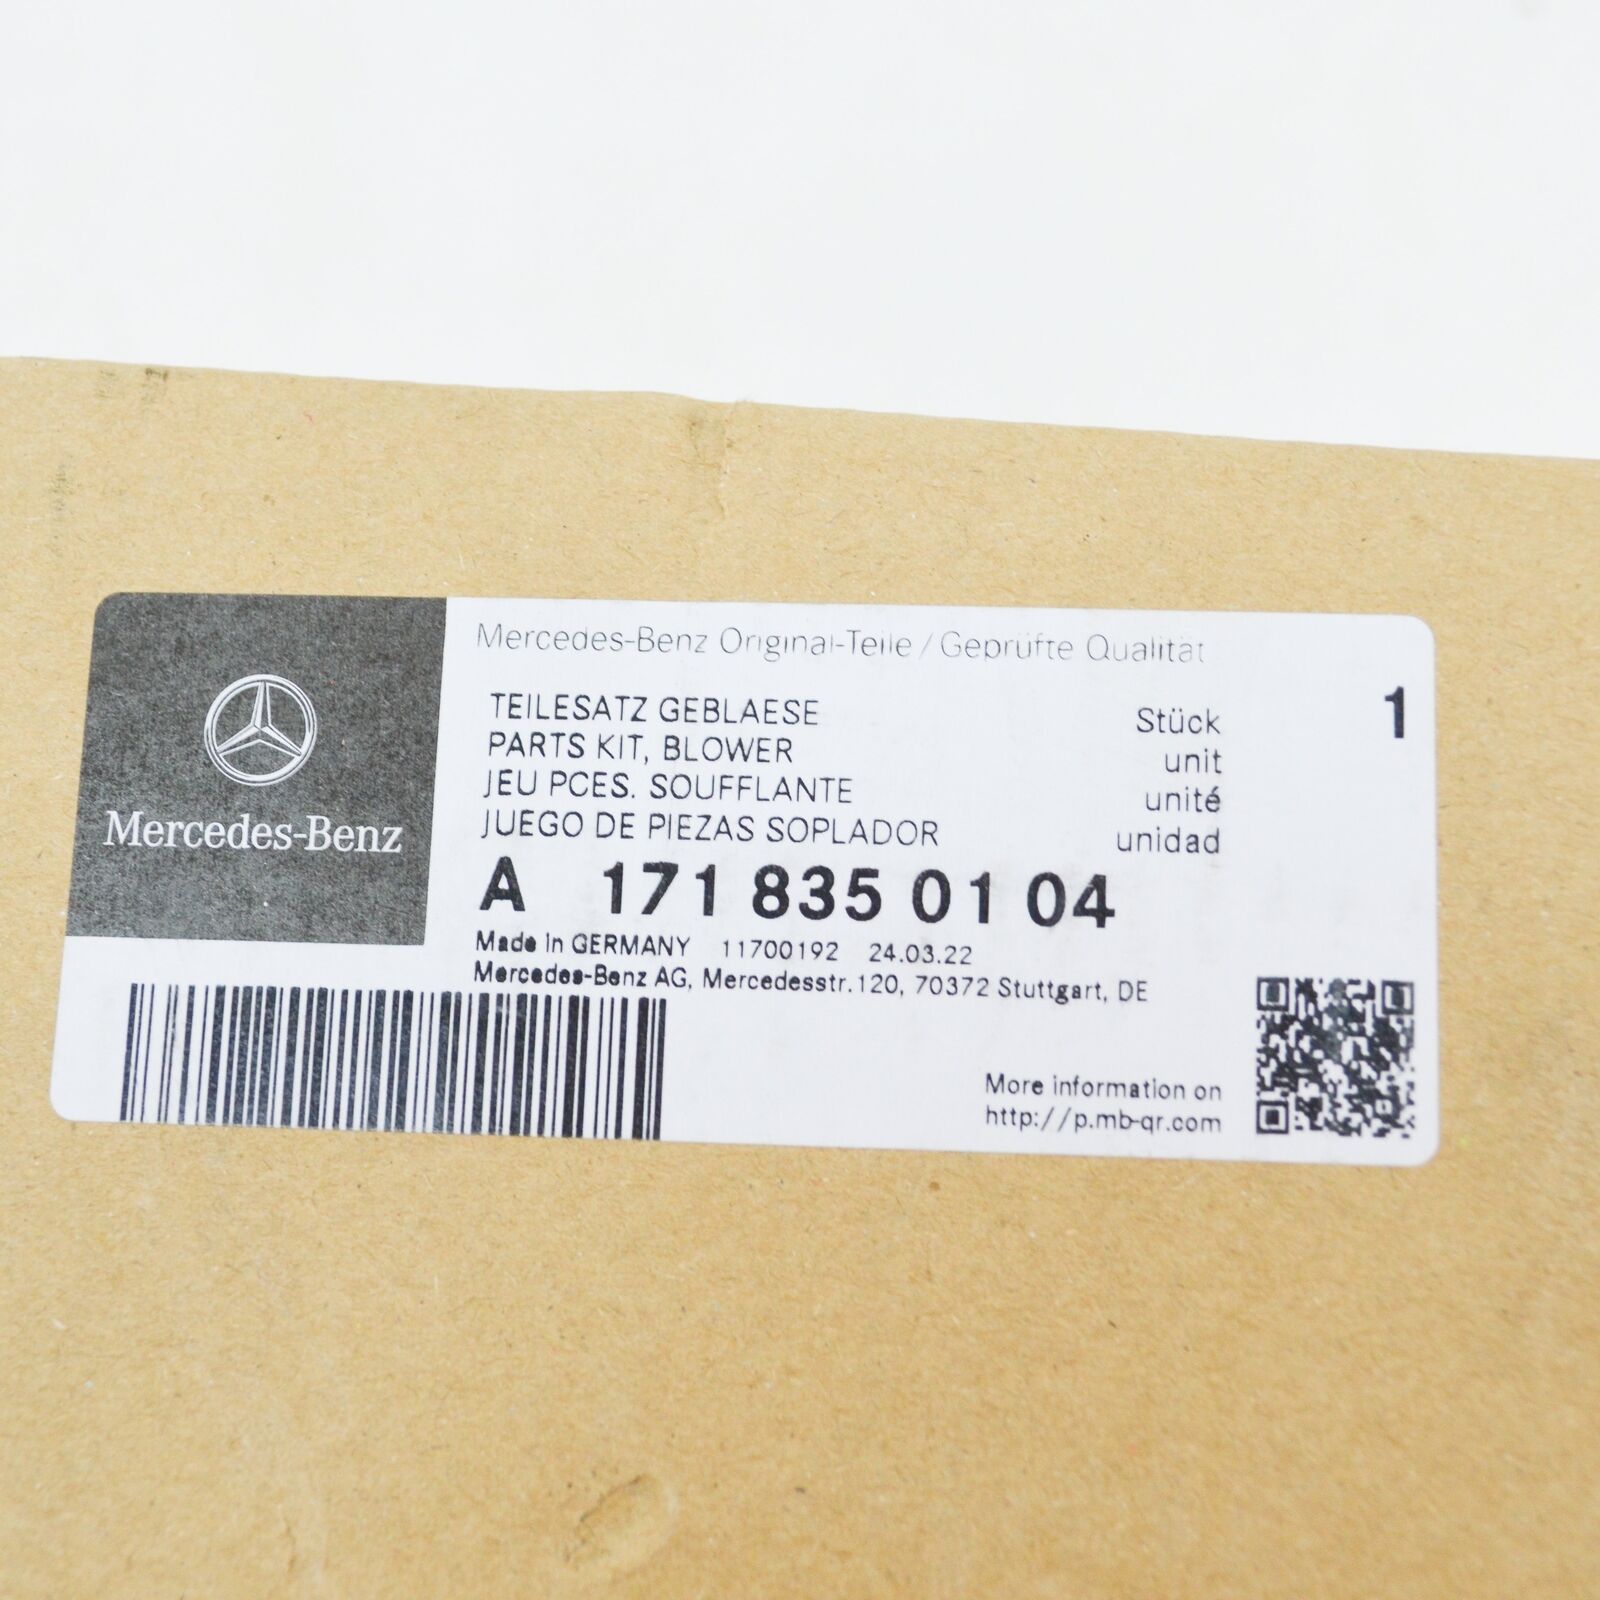 Mercedes-Benz
Mercedes-Benz Original-Teile / Geprüfte Qualität
TEILESATZ GEBLAESE Stück 1
PARTS KIT, BLOWER unit
JEU PCES. SOUFFLANTE unité
JUEGO DE PIEZAS SOPLADOR unidad
A 171 835 01 04
Made in GERMANY 11700192 24.03.22
Mercedes-Benz AG, Mercedesstr.120, 70372 Stuttgart, DE
More information on
http://p.mb-qr.com